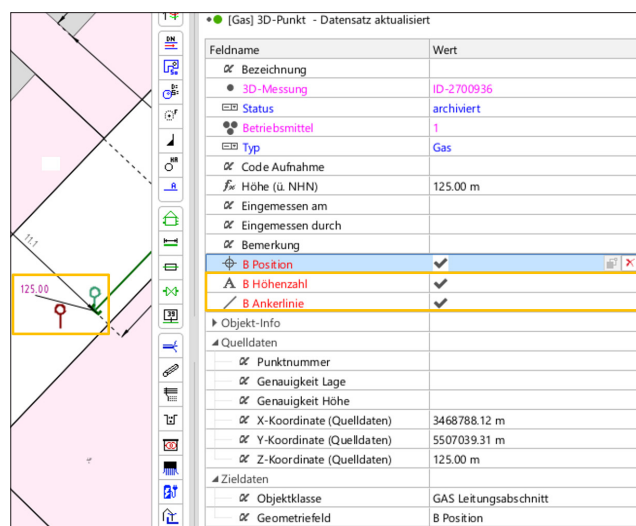 [Gas] 3D-Punkt - Datensatz aktualisiert
Feldname Wert
Bezeichnung
3D-Messung ID-2700936
Status archiviert
Betriebsmittel 1
Typ Gas
Code Aufnahme
Höhe (ü. NHN) 125.00 m
Eingemessen am
Eingemessen durch
Bemerkung
B Position
B Höhenzahl
B Ankerlinie
Objekt-Info
Quelldaten
Punktnummer
Genauigkeit Lage
Genauigkeit Höhe
X-Koordinate (Quelldaten) 3468788.12 m
Y-Koordinate (Quelldaten) 5507039.31 m
Z-Koordinate (Quelldaten) 125.00 m
Zieldaten
Objektklasse GAS Leitungsabschnitt
Geometriefeld B Position
11.1
125.00
DN
HA
A